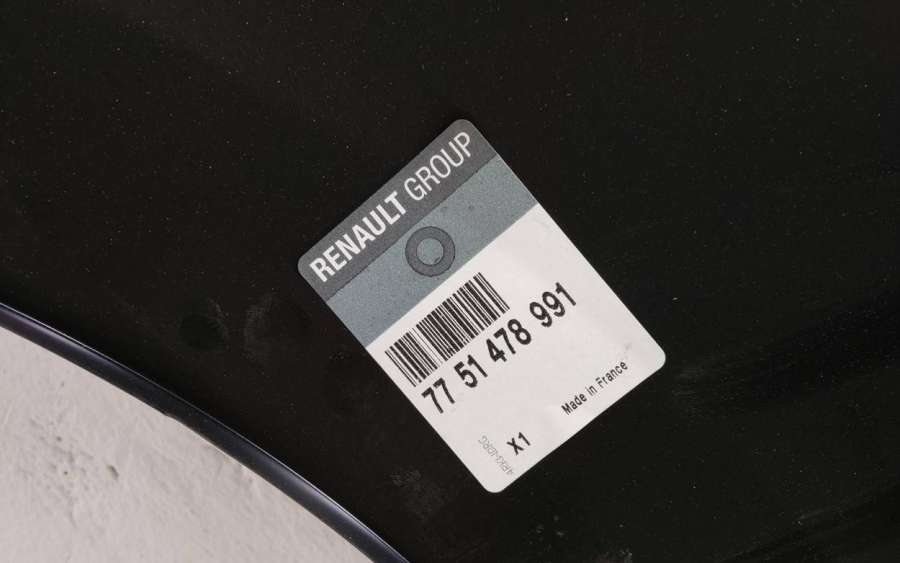 RENAULT GROUP
77 51 478 991
Made in France
X1